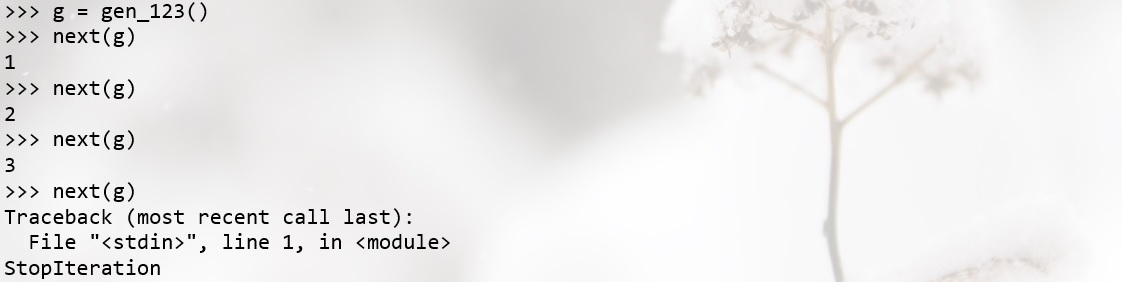 >>> g = gen_123()
>>> next(g)
1
>>> next(g)
2
>>> next(g)
3
>>> next(g)
Traceback (most recent call last):
  File "<stdin>", line 1, in <module>
StopIteration